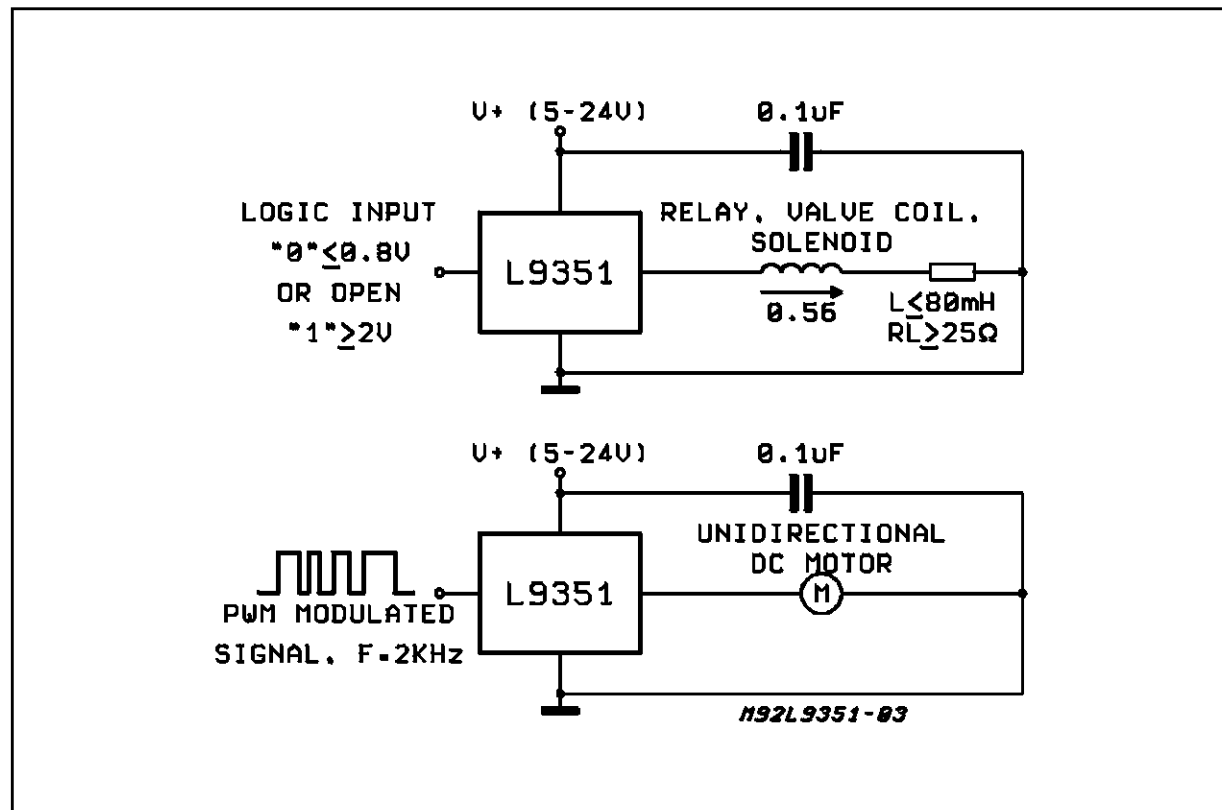 V+ (5-24V)
0.1uF
LOGIC INPUT
"0"≤0.8V
OR OPEN
"1"≥2V
L9351
RELAY, VALVE COIL,
SOLENOID
0.56
L≤80mH
RL≥25Ω
V+ (5-24V)
0.1uF
UNIDIRECTIONAL
DC MOTOR
L9351
M
PWM MODULATED
SIGNAL, F=2KHz
M92L9351-03